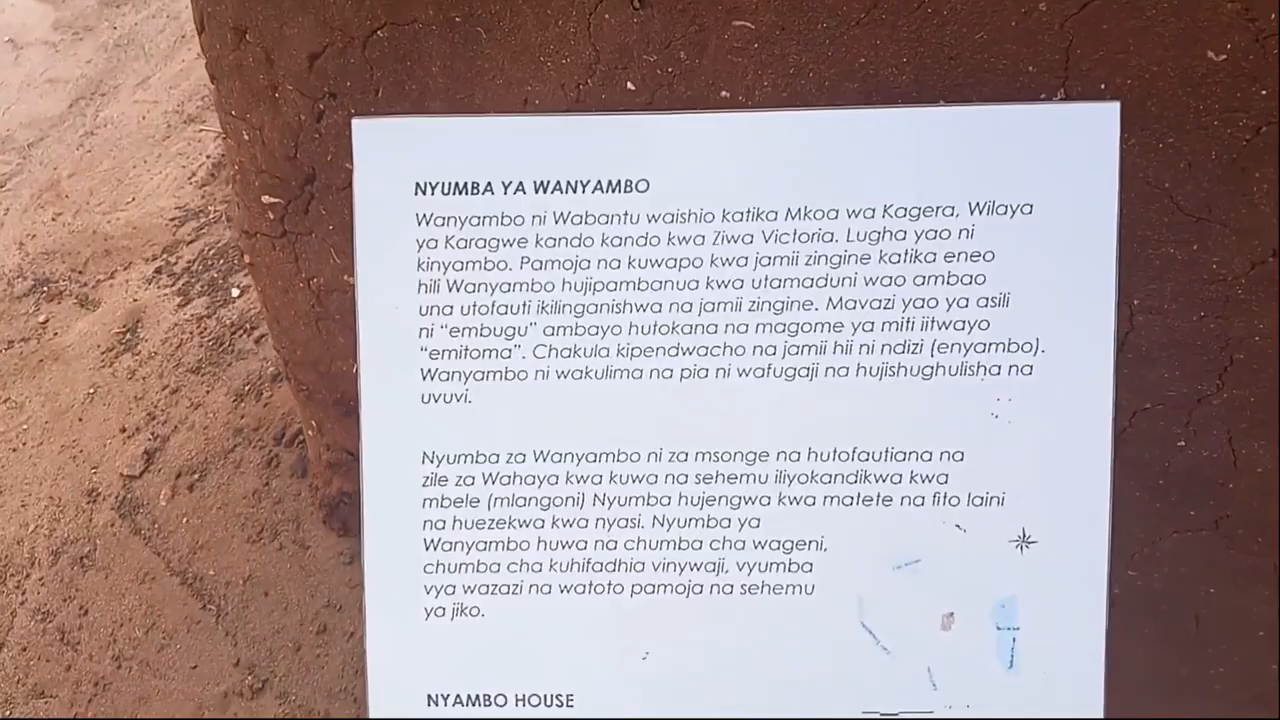 NYUMBA YA WANYAMBO
Wanyambo ni Wabantu waishio katika Mkoa wa Kagera, Wilaya
ya Karagwe kando kando kwa Ziwa Victoria. Lugha yao ni
kinyambo. Pamoja na kuwapo kwa jamii zingine katika eneo
hili Wanyambo hujipambanua kwa utamaduni wao ambao
una utofauti ikilinganishwa na jamii zingine. Mavazi yao ya asili
ni “embugu” ambayo hutokana na magome ya miti iitwayo
“emitoma”. Chakula kipendwacho na jamii hii ni ndizi (enyambo).
Wanyambo ni wakulima na pia ni wafugaji na hujishughulisha na
uvuvi.
Nyumba za Wanyambo ni za msonge na hutofautiana na
zile za Wahaya kwa kuwa na sehemu iliyokandikwa kwa
mbele (mlangoni) Nyumba hujengwa kwa matete na fito laini
na huezekwa kwa nyasi. Nyumba ya
Wanyambo huwa na chumba cha wageni,
chumba cha kuhifadhia vinywaji, vyumba
vya wazazi na watoto pamoja na sehemu
ya jiko.
NYAMBO HOUSE